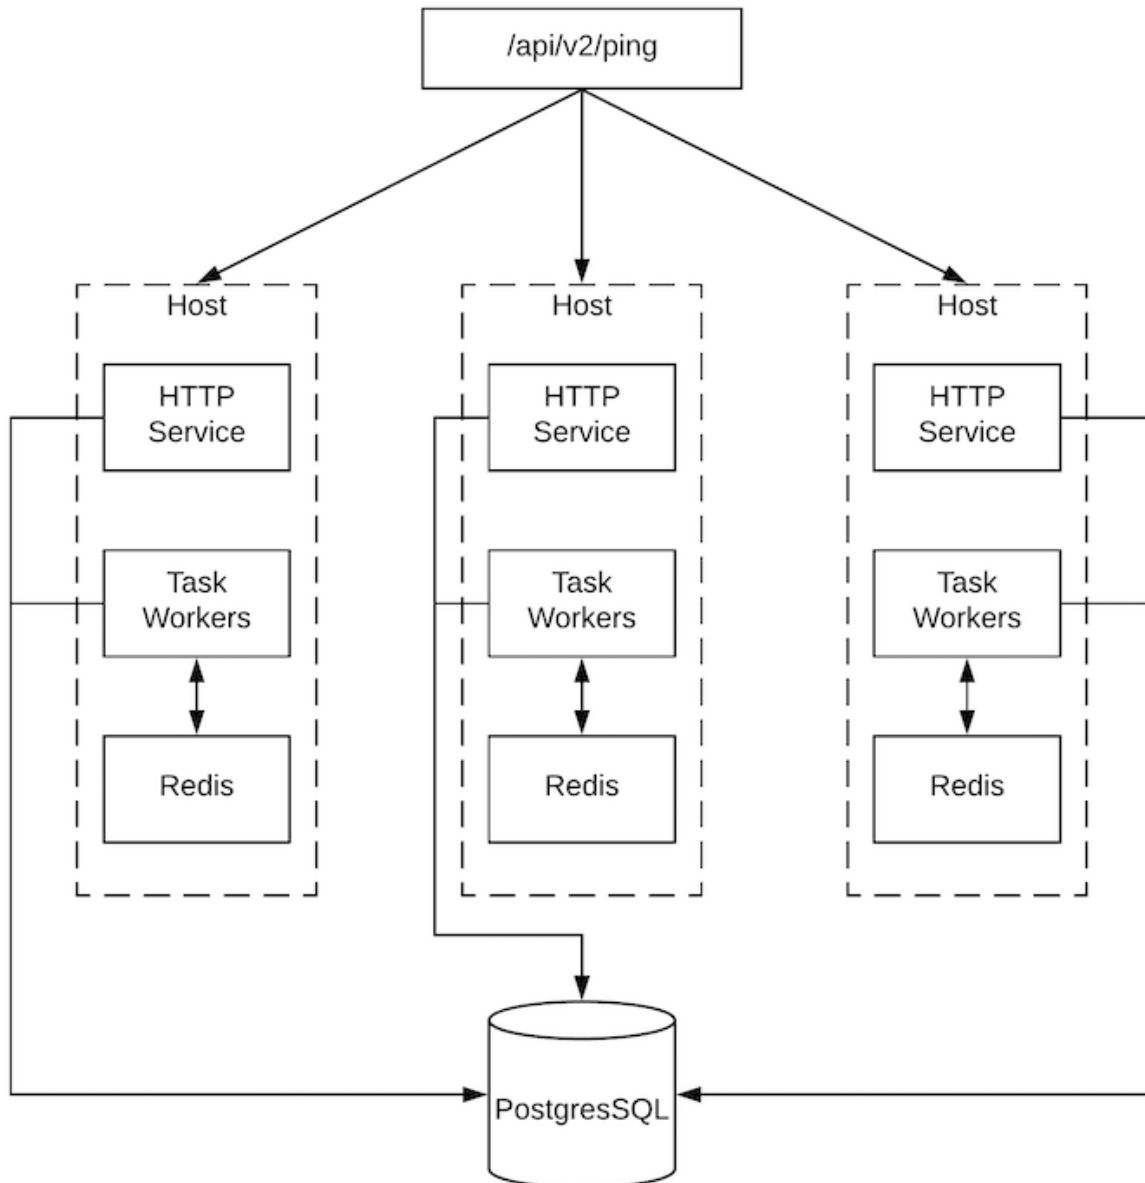 /api/v2/ping
Host
HTTP
Service
Task
Workers
Redis
Host
HTTP
Service
Task
Workers
Redis
Host
HTTP
Service
Task
Workers
Redis
PostgresSQL